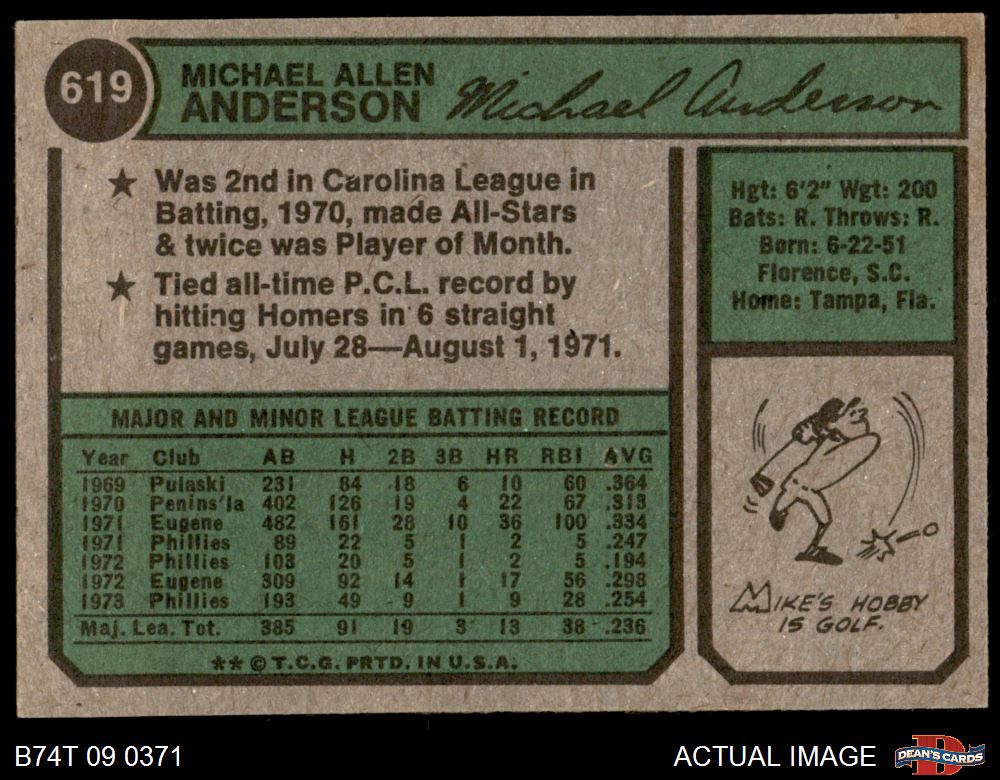 619
MICHAEL ALLEN
ANDERSON
Michael Anderson
★ Was 2nd in Carolina League in
Batting, 1970, made All-Stars
& twice was Player of Month.
★ Tied all-time P.C.L. record by
hitting Homers in 6 straight
games, July 28—August 1, 1971.
Hgt: 6'2" Wgt: 200
Bats: R. Throws: R.
Born: 6-22-51
Florence, S.C.
Home: Tampa, Fla.
MAJOR AND MINOR LEAGUE BATTING RECORD
Year Club AB H 2B 3B HR RBI AVG
1969 Pulaski 231 84 18 6 10 60 .364
1970 Penins'la 402 126 19 4 22 67 .313
1971 Eugene 482 161 28 10 36 100 .334
1971 Phillies 89 22 5 1 2 5 .247
1972 Phillies 103 20 5 1 2 5 .194
1972 Eugene 309 92 14 1 17 56 .298
1973 Phillies 193 49 9 1 9 28 .254
Maj. Lea. Tot. 385 91 19 3 13 38 .236
** © T.C.G. PRTD. IN U.S.A.
MIKE'S HOBBY
IS GOLF.
B74T 09 0371
ACTUAL IMAGE
D
DEAN'S CARDS